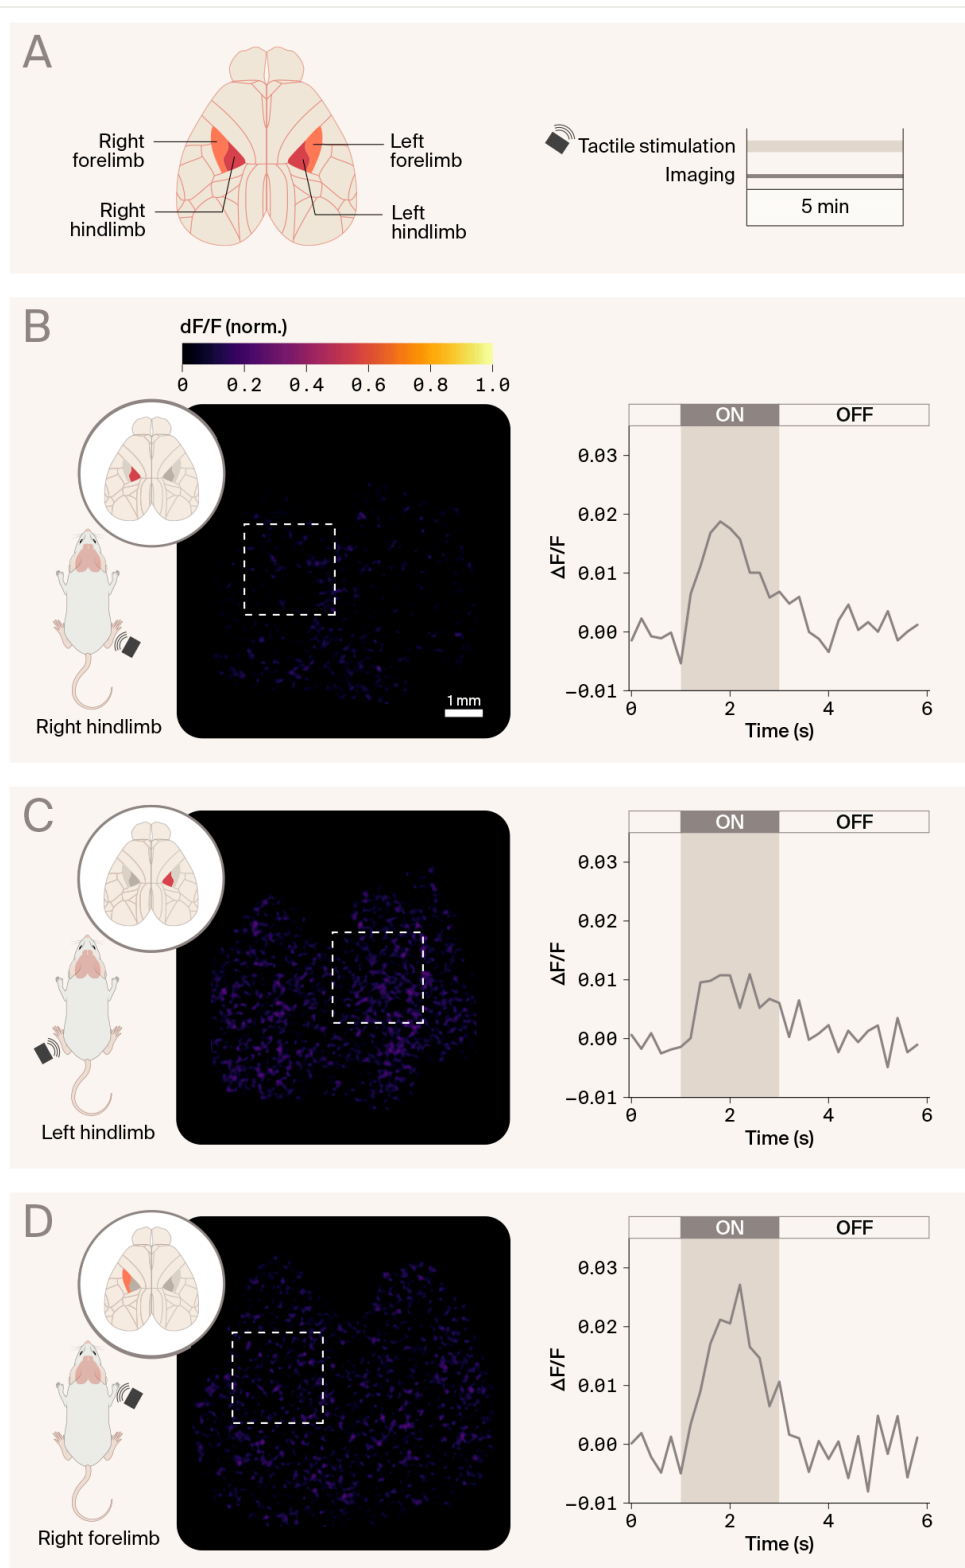 A
Right
forelimb
Left
forelimb
Right
hindlimb
Left
hindlimb
Tactile stimulation
Imaging
5 min
B
dF/F (norm.)
0 0.2 0.4 0.6 0.8 1.0
1 mm
Right hindlimb
ON OFF
0.03
0.02
0.01
0.00
−0.01
ΔF/F
0 2 4 6
Time (s)
C
Left hindlimb
ON OFF
0.03
0.02
0.01
0.00
−0.01
ΔF/F
0 2 4 6
Time (s)
D
Right forelimb
ON OFF
0.03
0.02
0.01
0.00
−0.01
ΔF/F
0 2 4 6
Time (s)